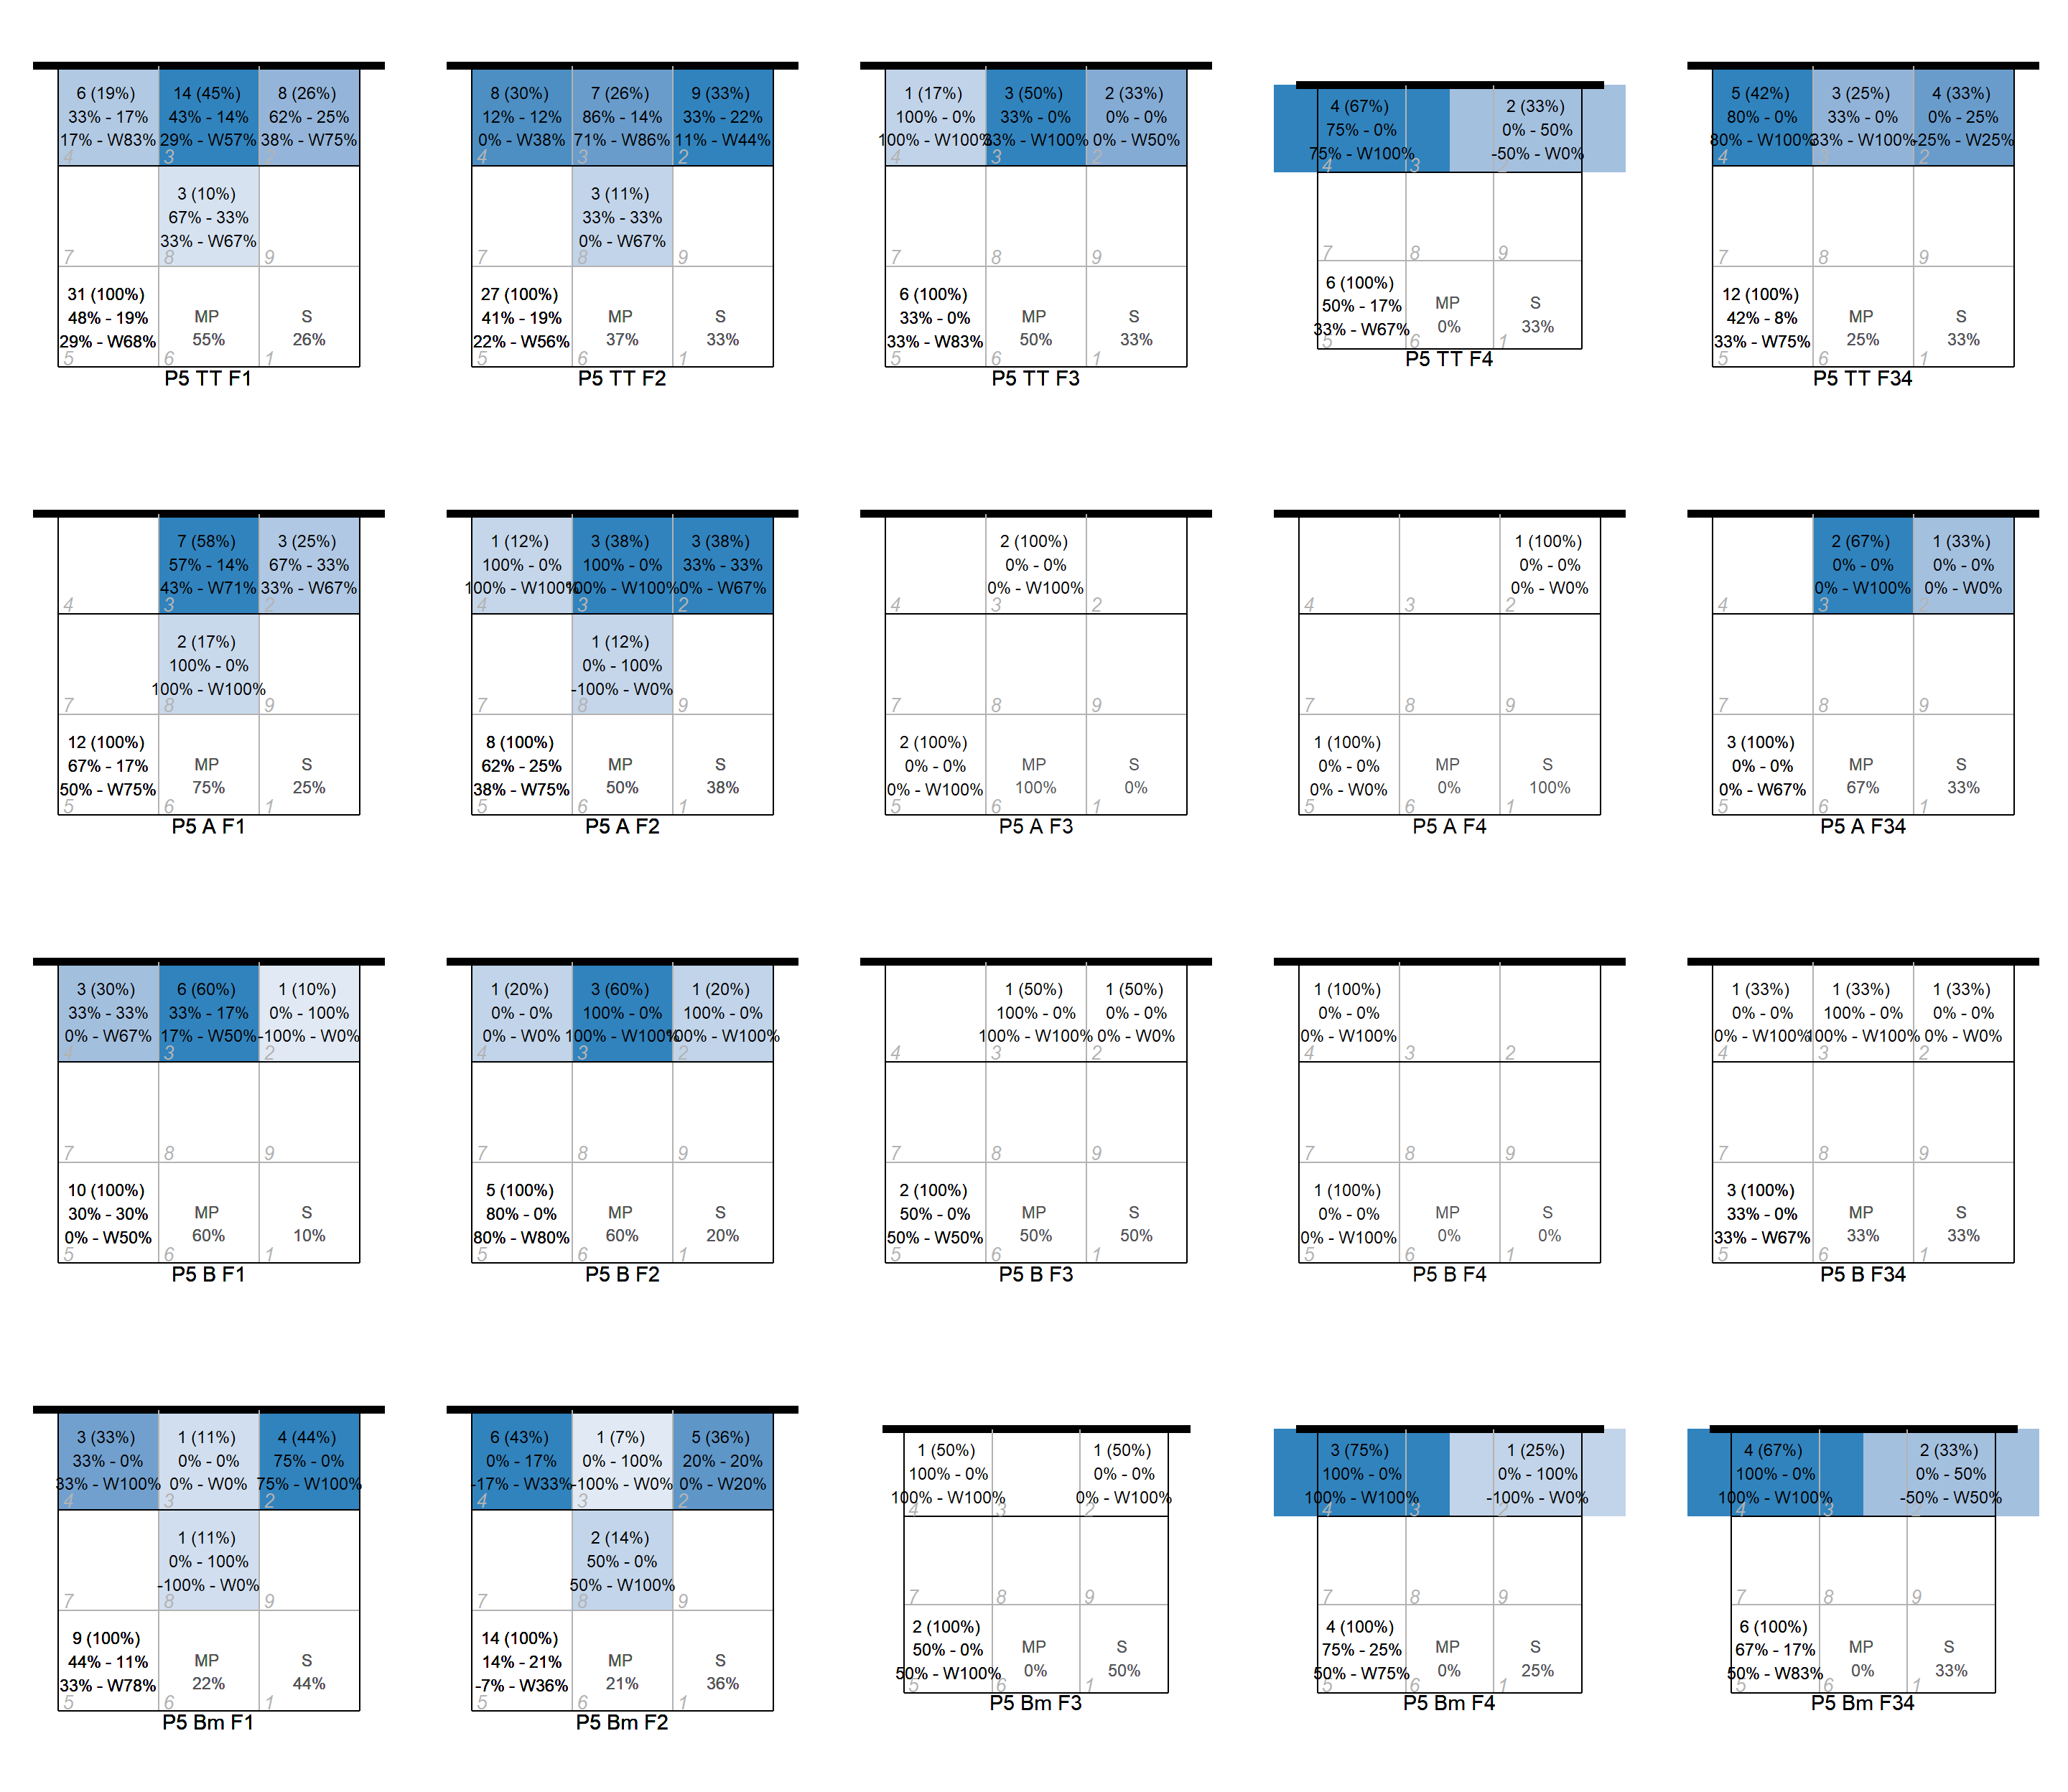 6 (19%)
33% - 17%
17% - W83%
4
14 (45%)
43% - 14%
29% - W57%
3
8 (26%)
62% - 25%
38% - W75%
2
7
3 (10%)
67% - 33%
33% - W67%
8
9
31 (100%)
48% - 19%
29% - W68%
5
MP
55%
6
S
26%
1
P5 TT F1
8 (30%)
12% - 12%
0% - W38%
4
7 (26%)
86% - 14%
71% - W86%
3
9 (33%)
33% - 22%
11% - W44%
2
7
3 (11%)
33% - 33%
0% - W67%
8
9
27 (100%)
41% - 19%
22% - W56%
5
MP
37%
6
S
33%
1
P5 TT F2
1 (17%)
100% - 0%
100% - W100%
4
3 (50%)
33% - 0%
33% - W100%
3
2 (33%)
0% - 0%
0% - W50%
2
7
8
9
6 (100%)
33% - 0%
33% - W83%
5
MP
50%
6
S
33%
1
P5 TT F3
4 (67%)
75% - 0%
75% - W100%
4
3
2 (33%)
0% - 50%
-50% - W0%
2
7
8
9
6 (100%)
50% - 17%
33% - W67%
5
MP
0%
6
S
33%
1
P5 TT F4
5 (42%)
80% - 0%
80% - W100%
4
3 (25%)
33% - 0%
33% - W100%
3
4 (33%)
0% - 25%
-25% - W25%
2
7
8
9
12 (100%)
42% - 8%
33% - W75%
5
MP
25%
6
S
33%
1
P5 TT F34
4
7 (58%)
57% - 14%
43% - W71%
3
3 (25%)
67% - 33%
33% - W67%
2
7
2 (17%)
100% - 0%
100% - W100%
8
9
12 (100%)
67% - 17%
50% - W75%
5
MP
75%
6
S
25%
1
P5 A F1
1 (12%)
100% - 0%
100% - W100%
4
3 (38%)
100% - 0%
100% - W100%
3
3 (38%)
33% - 33%
0% - W67%
2
7
1 (12%)
0% - 100%
-100% - W0%
8
9
8 (100%)
62% - 25%
38% - W75%
5
MP
50%
6
S
38%
1
P5 A F2
4
2 (100%)
0% - 0%
0% - W100%
3
2
7
8
9
2 (100%)
0% - 0%
0% - W100%
5
MP
100%
6
S
0%
1
P5 A F3
4
3
1 (100%)
0% - 0%
0% - W0%
2
7
8
9
1 (100%)
0% - 0%
0% - W0%
5
MP
0%
6
S
100%
1
P5 A F4
4
2 (67%)
0% - 0%
0% - W100%
3
1 (33%)
0% - 0%
0% - W0%
2
7
8
9
3 (100%)
0% - 0%
0% - W67%
5
MP
67%
6
S
33%
1
P5 A F34
3 (30%)
33% - 33%
0% - W67%
4
6 (60%)
33% - 17%
17% - W50%
3
1 (10%)
0% - 100%
-100% - W0%
2
7
8
9
10 (100%)
30% - 30%
0% - W50%
5
MP
60%
6
S
10%
1
P5 B F1
1 (20%)
0% - 0%
0% - W0%
4
3 (60%)
100% - 0%
100% - W100%
3
1 (20%)
100% - 0%
100% - W100%
2
7
8
9
5 (100%)
80% - 0%
80% - W80%
5
MP
60%
6
S
20%
1
P5 B F2
4
1 (50%)
100% - 0%
100% - W100%
3
1 (50%)
0% - 0%
0% - W0%
2
7
8
9
2 (100%)
50% - 0%
50% - W50%
5
MP
50%
6
S
50%
1
P5 B F3
1 (100%)
0% - 0%
0% - W100%
4
3
2
7
8
9
1 (100%)
0% - 0%
0% - W100%
5
MP
0%
6
S
0%
1
P5 B F4
1 (33%)
0% - 0%
0% - W100%
4
1 (33%)
100% - 0%
100% - W100%
3
1 (33%)
0% - 0%
0% - W0%
2
7
8
9
3 (100%)
33% - 0%
33% - W67%
5
MP
33%
6
S
33%
1
P5 B F34
3 (33%)
33% - 0%
33% - W100%
4
1 (11%)
0% - 0%
0% - W0%
3
4 (44%)
75% - 0%
75% - W100%
2
7
1 (11%)
0% - 100%
-100% - W0%
8
9
9 (100%)
44% - 11%
33% - W78%
5
MP
22%
6
S
44%
1
P5 Bm F1
6 (43%)
0% - 17%
-17% - W33%
4
1 (7%)
0% - 100%
-100% - W0%
3
5 (36%)
20% - 20%
0% - W20%
2
7
2 (14%)
50% - 0%
50% - W100%
8
9
14 (100%)
14% - 21%
-7% - W36%
5
MP
21%
6
S
36%
1
P5 Bm F2
1 (50%)
100% - 0%
100% - W100%
4
3
1 (50%)
0% - 0%
0% - W100%
2
7
8
9
2 (100%)
50% - 0%
50% - W100%
5
MP
0%
6
S
50%
1
P5 Bm F3
3 (75%)
100% - 0%
100% - W100%
4
3
1 (25%)
0% - 100%
-100% - W0%
2
7
8
9
4 (100%)
75% - 25%
50% - W75%
5
MP
0%
6
S
25%
1
P5 Bm F4
4 (67%)
100% - 0%
100% - W100%
4
3
2 (33%)
0% - 50%
-50% - W50%
2
7
8
9
6 (100%)
67% - 17%
50% - W83%
5
MP
0%
6
S
33%
1
P5 Bm F34